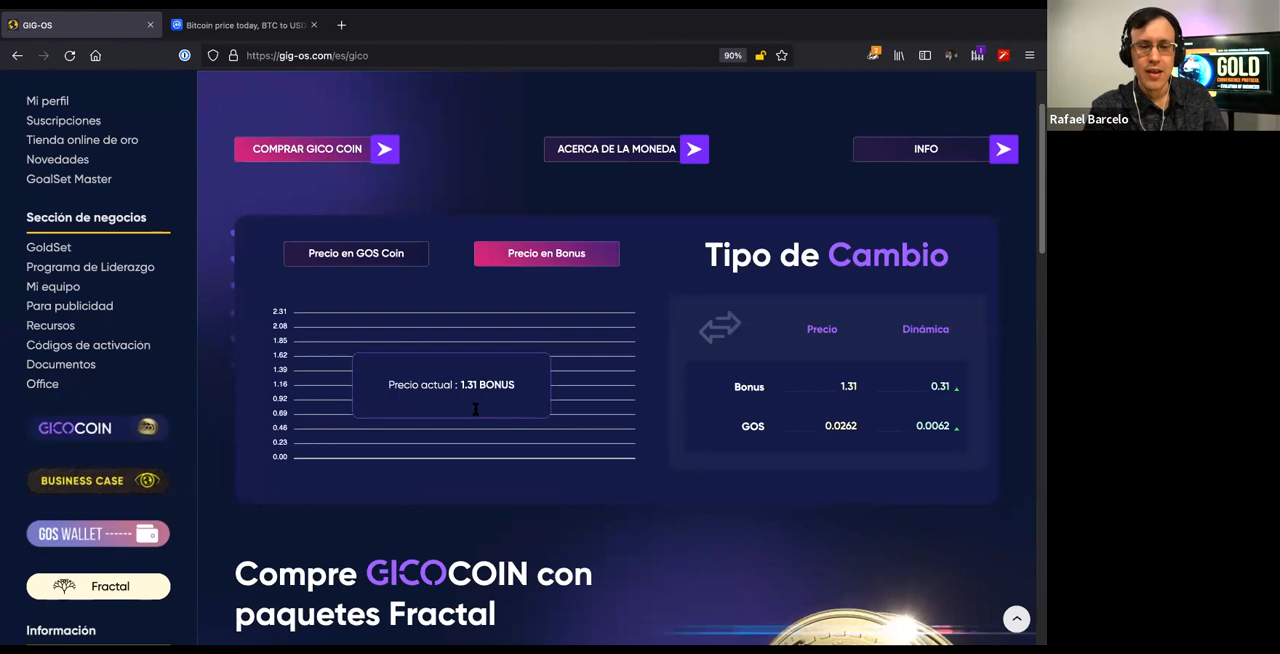 GIG-OS
Bitcoin price today, BTC to USD
https://gig-os.com/es/gico
90%
Mi perfil
Suscripciones
Tienda online de oro
Novedades
GoalSet Master
Sección de negocios
GoldSet
Programa de Liderazgo
Mi equipo
Para publicidad
Recursos
Códigos de activación
Documentos
Office
GICOCOIN
BUSINESS CASE
GOS WALLET ------
Fractal
Información
COMPRAR GICO COIN
ACERCA DE LA MONEDA
INFO
Precio en GOS Coin
Precio en Bonus
2.31
2.08
1.85
1.62
1.39
1.16
0.92
0.69
0.46
0.23
0.00
Precio actual : 1.31 BONUS
Tipo de Cambio
Precio Dinámica
Bonus 1.31 0.31
GOS 0.0262 0.0062
Compre GICOCOIN con
paquetes Fractal
GOLD
CONVERGENCE PROTOCOL
Rafael Barcelo